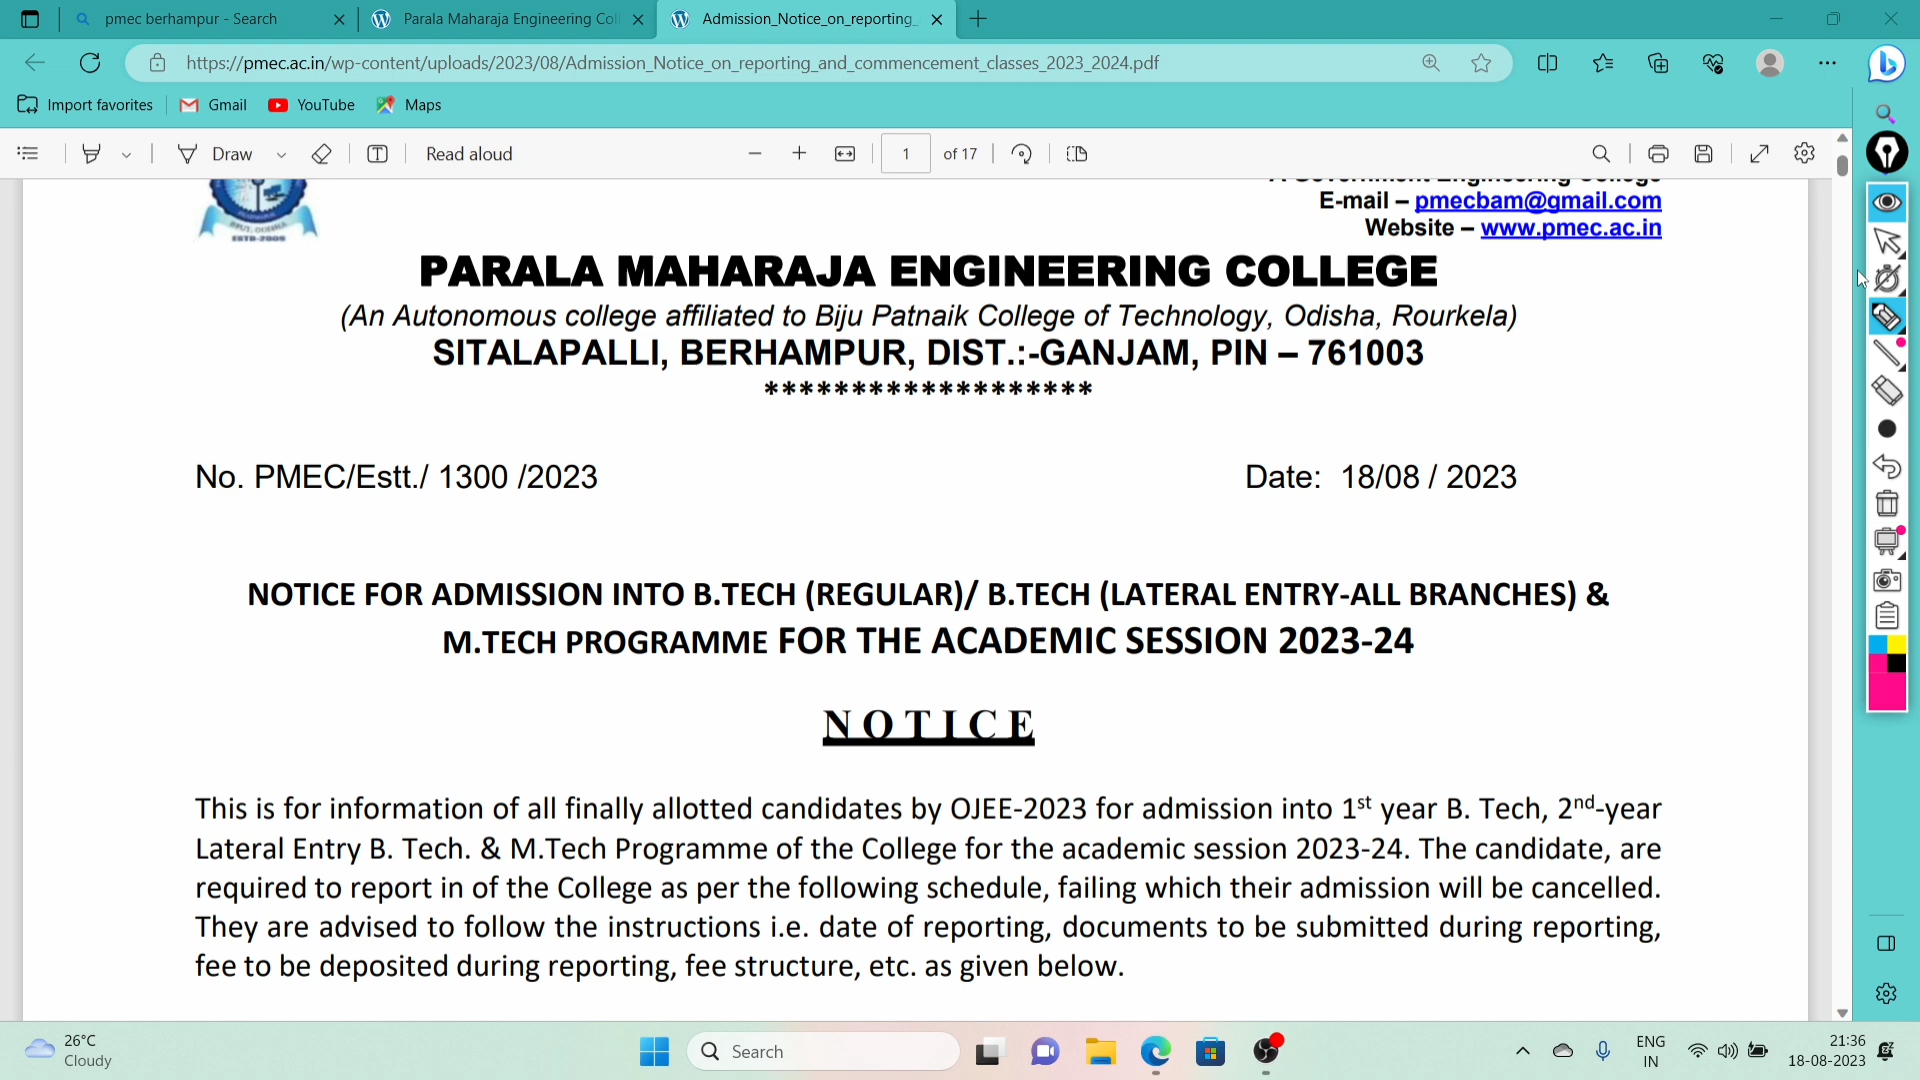 pmec berhampur - Search
Parala Maharaja Engineering Coll
Admission_Notice_on_reporting_
https://pmec.ac.in/wp-content/uploads/2023/08/Admission_Notice_on_reporting_and_commencement_classes_2023_2024.pdf
Import favorites
Gmail
YouTube
Maps
Draw
Read aloud
1
of 17
A Government Engineering College
E-mail – pmecbam@gmail.com
Website – www.pmec.ac.in
ESTD-2009
PARALA MAHARAJA ENGINEERING COLLEGE
(An Autonomous college affiliated to Biju Patnaik College of Technology, Odisha, Rourkela)
SITALAPALLI, BERHAMPUR, DIST.:-GANJAM, PIN – 761003
*******************
No. PMEC/Estt./ 1300 /2023
Date: 18/08 / 2023
NOTICE FOR ADMISSION INTO B.TECH (REGULAR)/ B.TECH (LATERAL ENTRY-ALL BRANCHES) &
M.TECH PROGRAMME FOR THE ACADEMIC SESSION 2023-24
N O T I C E
This is for information of all finally allotted candidates by OJEE-2023 for admission into 1st year B. Tech, 2nd-year
Lateral Entry B. Tech. & M.Tech Programme of the College for the academic session 2023-24. The candidate, are
required to report in of the College as per the following schedule, failing which their admission will be cancelled.
They are advised to follow the instructions i.e. date of reporting, documents to be submitted during reporting,
fee to be deposited during reporting, fee structure, etc. as given below.
26°C
Cloudy
Search
ENG
IN
21:36
18-08-2023